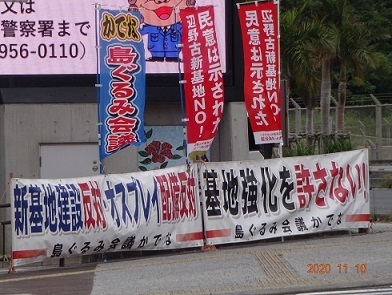 又は
警察署まで
956-0110）
かでな
島ぐるみ会議
辺野古新基地NO!
民意は示された
辺野古新基地NO!
民意は示された
新基地建設反対 オスプレイ配備反対
島ぐるみ会議かでな
基地強化を許さない!
島ぐるみ会議かでな
2020 11 10